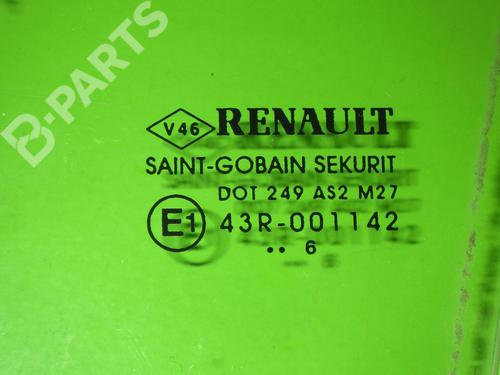 B-PARTS
V46 RENAULT
SAINT-GOBAIN SEKURIT
DOT 249 AS2 M27
E1 43R-001142
•• 6